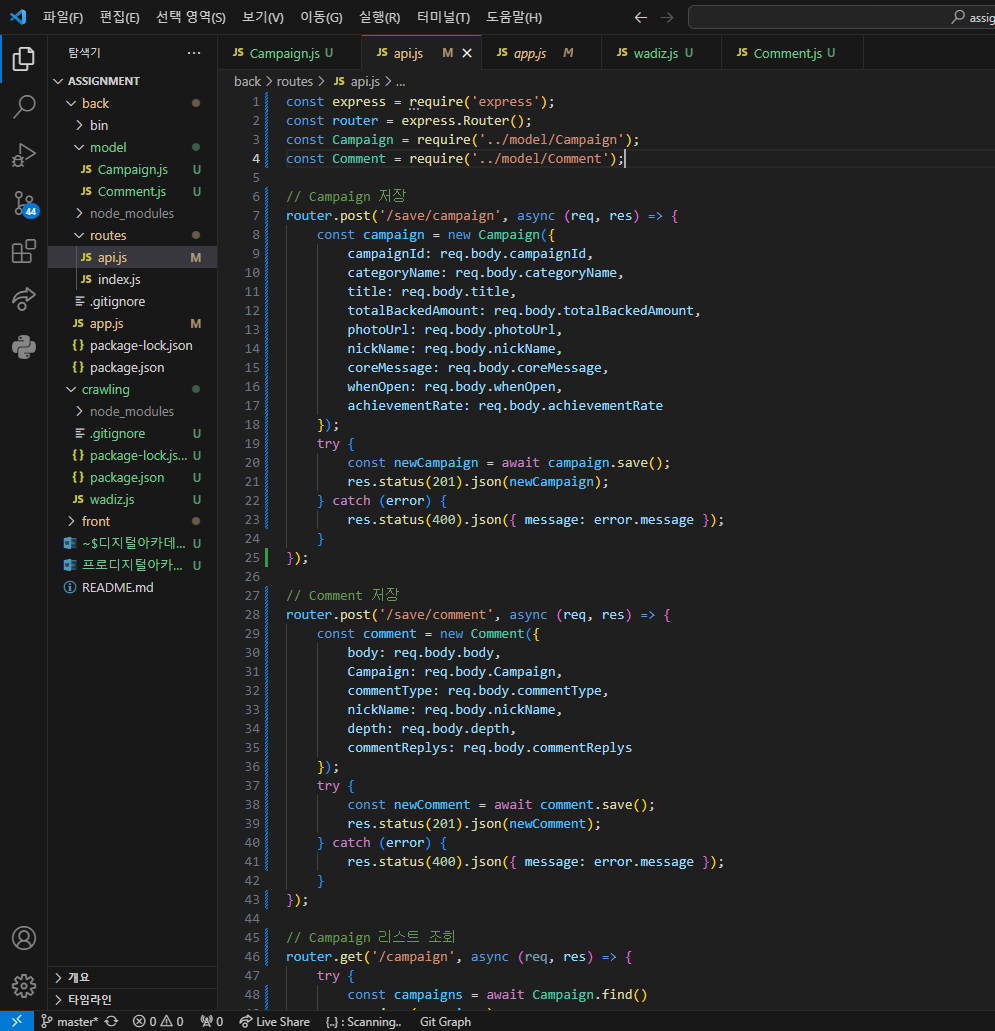 파일(F) 편집(E) 선택 영역(S) 보기(V) 이동(G) 실행(R) 터미널(T) 도움말(H)
assig
탐색기
ASSIGNMENT
back
bin
model
JS Campaign.js U
JS Comment.js U
node_modules
routes
JS api.js M
JS index.js
.gitignore
JS app.js M
{} package-lock.json
{} package.json
crawling
node_modules
.gitignore U
{} package-lock.js... U
{} package.json U
JS wadiz.js U
front
~$디지털아카데... U
프로디지털아카... U
README.md
개요
타임라인
44
JS Campaign.js U JS api.js M JS app.js M JS wadiz.js U JS Comment.js U
back > routes > JS api.js > ...
1 const express = require('express');
2 const router = express.Router();
3 const Campaign = require('../model/Campaign');
4 const Comment = require('../model/Comment');
5
6 // Campaign 저장
7 router.post('/save/campaign', async (req, res) => {
8 const campaign = new Campaign({
9 campaignId: req.body.campaignId,
10 categoryName: req.body.categoryName,
11 title: req.body.title,
12 totalBackedAmount: req.body.totalBackedAmount,
13 photoUrl: req.body.photoUrl,
14 nickName: req.body.nickName,
15 coreMessage: req.body.coreMessage,
16 whenOpen: req.body.whenOpen,
17 achievementRate: req.body.achievementRate
18 });
19 try {
20 const newCampaign = await campaign.save();
21 res.status(201).json(newCampaign);
22 } catch (error) {
23 res.status(400).json({ message: error.message });
24 }
25 });
26
27 // Comment 저장
28 router.post('/save/comment', async (req, res) => {
29 const comment = new Comment({
30 body: req.body.body,
31 Campaign: req.body.Campaign,
32 commentType: req.body.commentType,
33 nickName: req.body.nickName,
34 depth: req.body.depth,
35 commentReplys: req.body.commentReplys
36 });
37 try {
38 const newComment = await comment.save();
39 res.status(201).json(newComment);
40 } catch (error) {
41 res.status(400).json({ message: error.message });
42 }
43 });
44
45 // Campaign 리스트 조회
46 router.get('/campaign', async (req, res) => {
47 try {
48 const campaigns = await Campaign.find()
master* 0 0 0 Live Share {..} : Scanning.. Git Graph